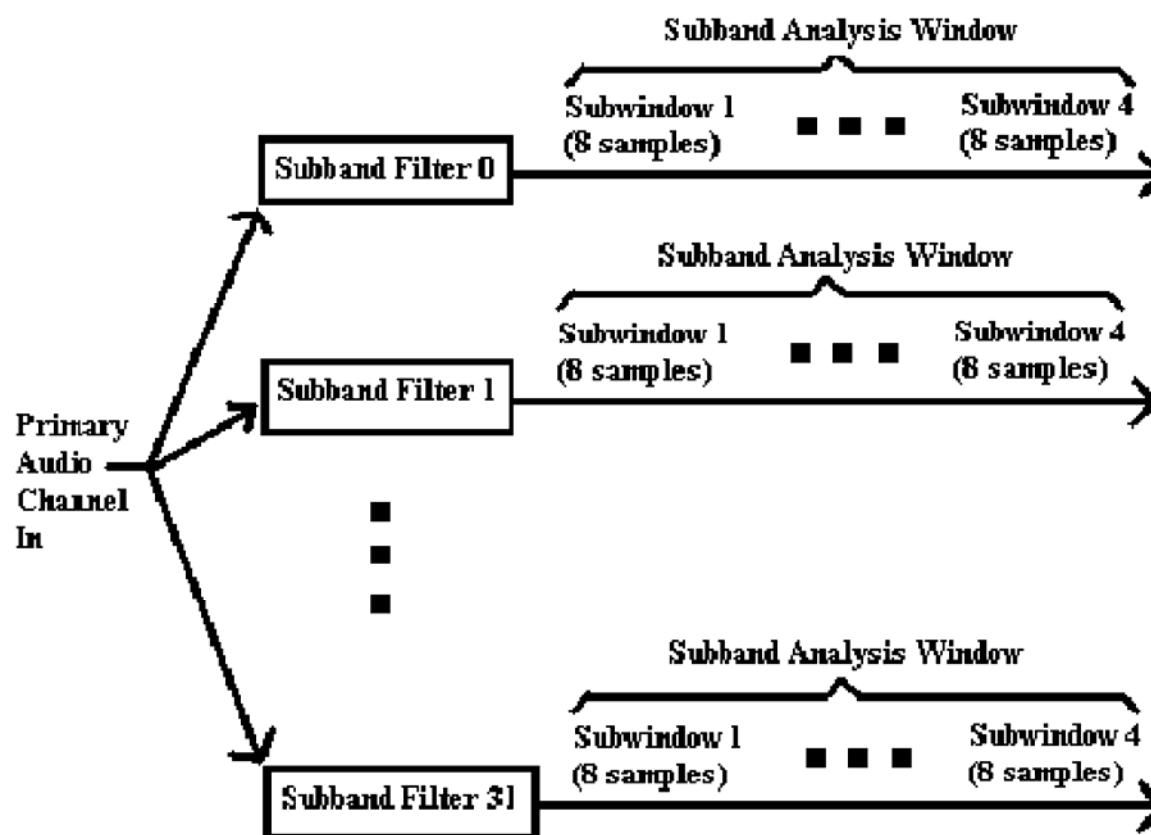 Subband Analysis Window
Subwindow 1
(8 samples)
Subwindow 4
(8 samples)
Subband Filter 0
Subband Analysis Window
Subwindow 1
(8 samples)
Subwindow 4
(8 samples)
Subband Filter 1
Primary
Audio
Channel
In
Subband Analysis Window
Subwindow 1
(8 samples)
Subwindow 4
(8 samples)
Subband Filter 31